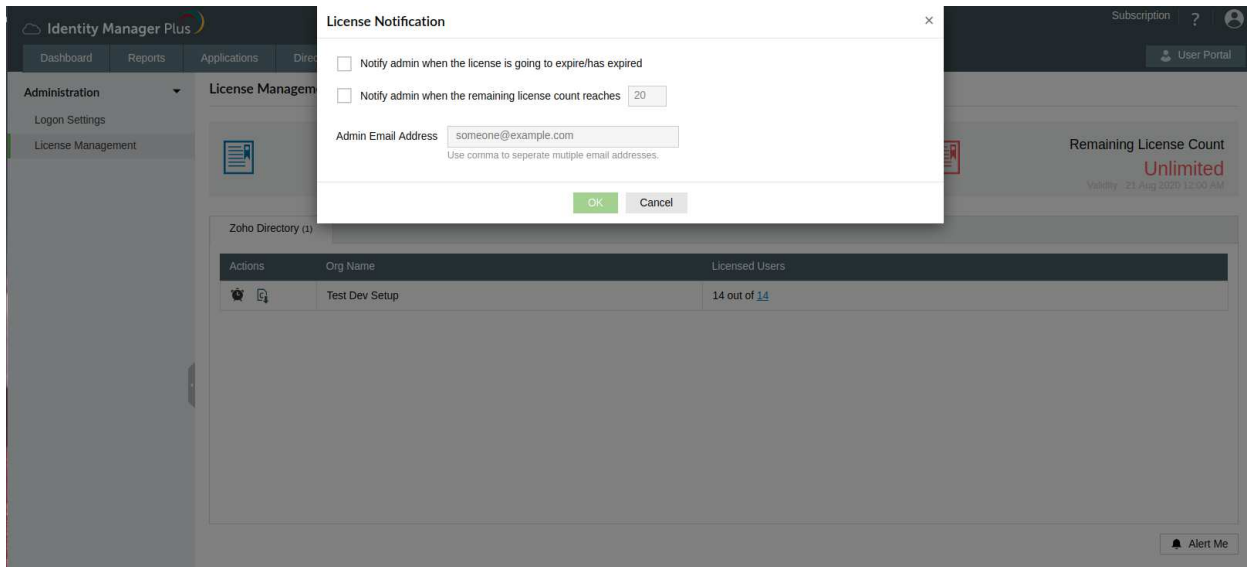 Identity Manager Plus
Subscription ?
Dashboard Reports Applications Direc
User Portal
License Notification ×
Notify admin when the license is going to expire/has expired
Notify admin when the remaining license count reaches 20
Admin Email Address someone@example.com
Use comma to seperate mutiple email addresses.
OK Cancel
Administration
Logon Settings
License Management
License Managem
Remaining License Count
Unlimited
Validity : 21 Aug 2020 12:00 AM
Zoho Directory (1)
Actions Org Name Licensed Users
Test Dev Setup 14 out of 14
Alert Me